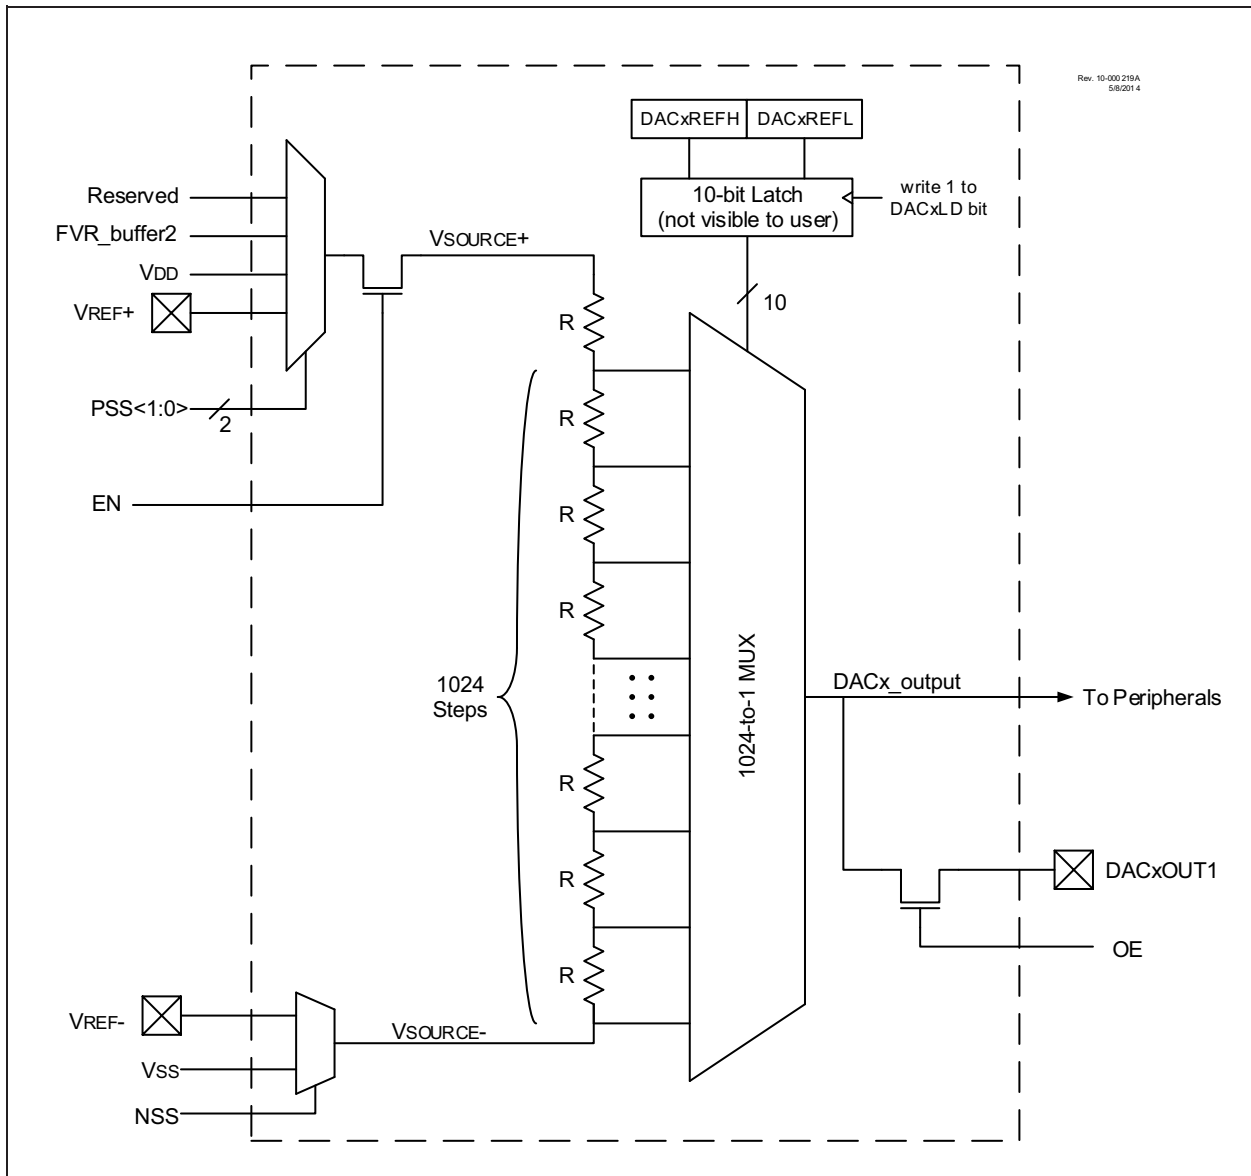 Rev. 10-000 219A
5/8/201 4
DACxREFH DACxREFL
10-bit Latch
(not visible to user)
write 1 to
DACxLD bit
10
Reserved
FVR_buffer2
VDD
VREF+
PSS<1:0>
2
EN
VSOURCE+
R
R
R
R
1024
Steps
R
R
R
1024-to-1 MUX
DACx_output
To Peripherals
DACxOUT1
OE
VREF-
VSS
NSS
VSOURCE-